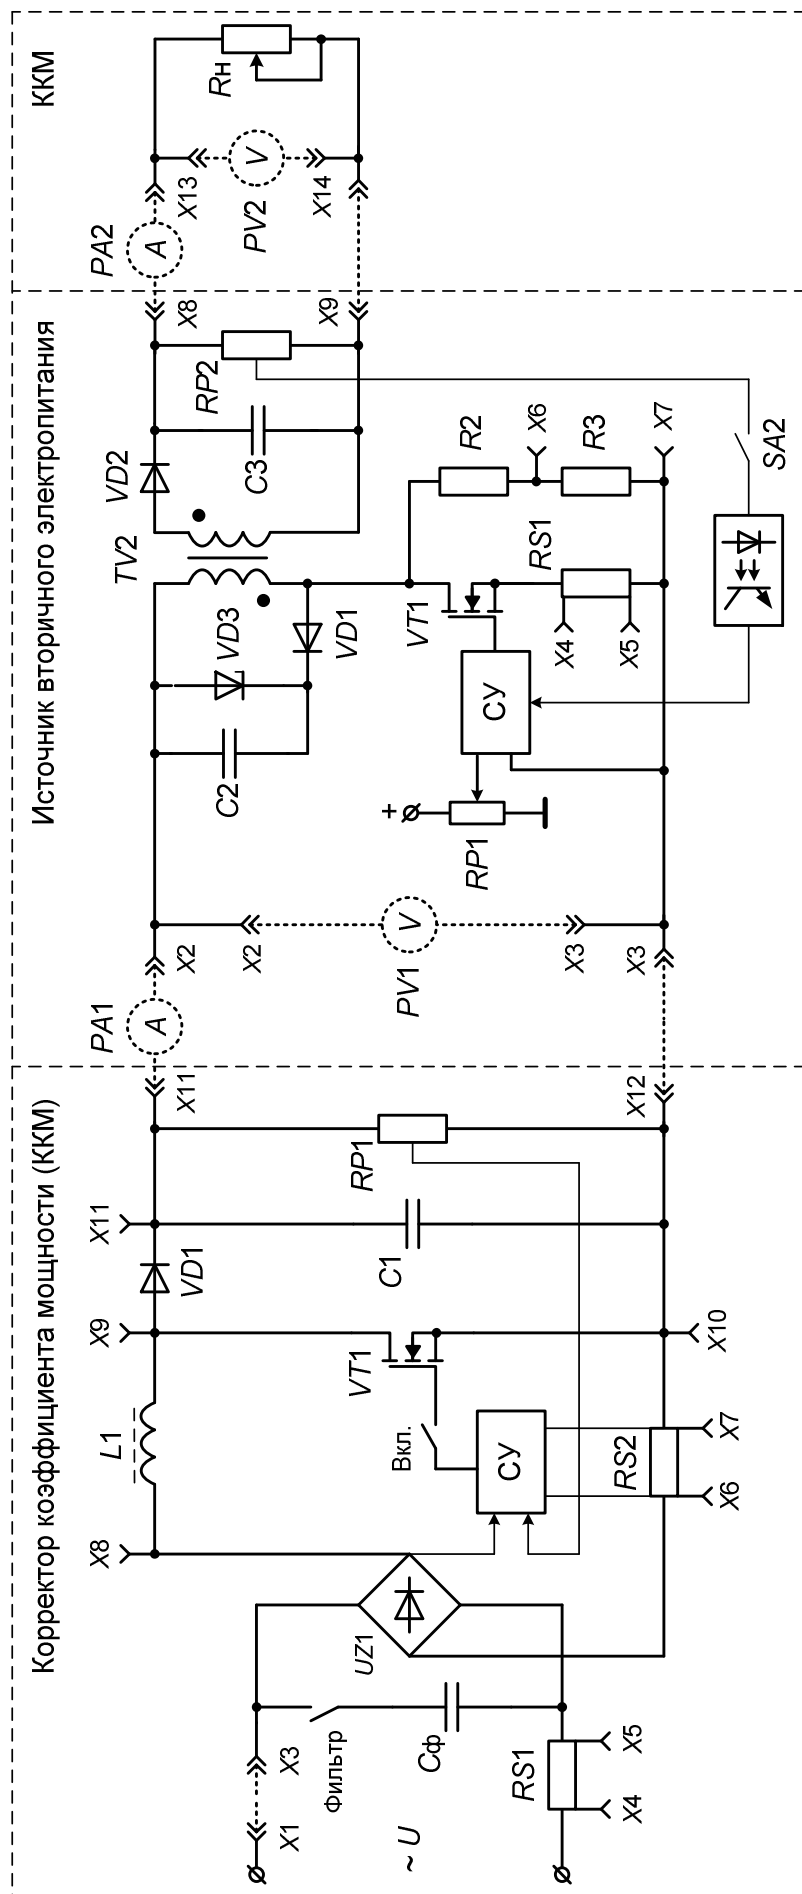 Корректор коэффициента мощности (ККМ)
Источник вторичного электропитания
ККМ
X1
X3
Фильтр
~ U
Cф
RS1
X4
X5
UZ1
X8
L1
X9
VD1
X11
X11
Вкл.
СУ
VT1
C1
RP1
RS2
X6
X7
X10
X12
PA1
A
X2
X2
PV1
V
X3
X3
C2
VD3
VD1
TV2
VD2
C3
RP2
X8
X9
+
RP1
СУ
VT1
RS1
X4
X5
R2
X6
R3
X7
SA2
PA2
A
X13
PV2
V
X14
Rн